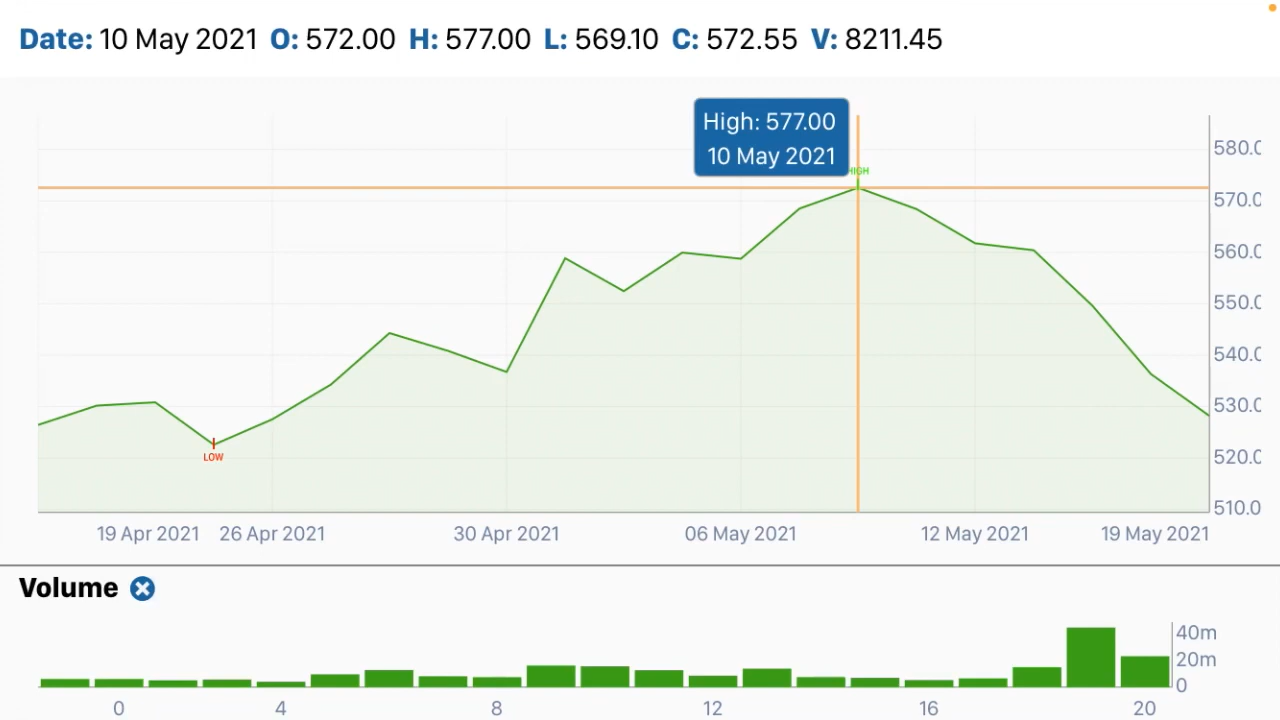 Date: 10 May 2021 O: 572.00 H: 577.00 L: 569.10 C: 572.55 V: 8211.45
High: 577.00
10 May 2021
HIGH
580.0
570.0
560.0
550.0
540.0
530.0
520.0
510.0
LOW
19 Apr 2021 26 Apr 2021 30 Apr 2021 06 May 2021 12 May 2021 19 May 2021
Volume
40m
20m
0
0 4 8 12 16 20